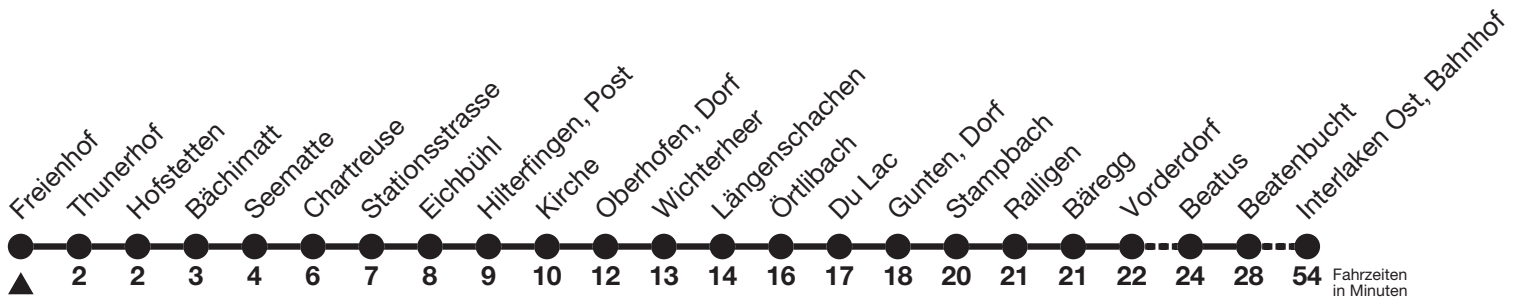 Freienhof
Thunerhof
Hofstetten
Bächimatt
Seematte
Chartreuse
Stationsstrasse
Eichbühl
Hilterfingen, Post
Kirche
Oberhofen, Dorf
Wichterheer
Längenschachen
Örtlibach
Du Lac
Gunten, Dorf
Stampbach
Ralligen
Bäregg
Vorderdorf
Beatus
Beatenbucht
Interlaken Ost, Bahnhof
2 2 3 4 6 7 8 9 10 12 13 14 16 17 18 20 21 21 22 24 28 54
Fahrzeiten
in Minuten